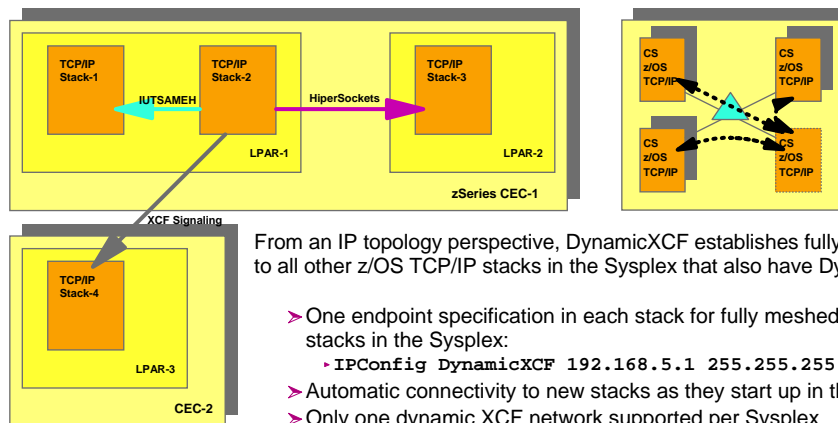 TCP/IP
Stack-1
TCP/IP
Stack-2
TCP/IP
Stack-3
IUTSAMEH
HiperSockets
LPAR-1
LPAR-2
zSeries CEC-1
XCF Signaling
TCP/IP
Stack-4
LPAR-3
CEC-2
CS
z/OS
TCP/IP
CS
z/OS
TCP/IP
CS
z/OS
TCP/IP
CS
z/OS
TCP/IP
From an IP topology perspective, DynamicXCF establishes fully
to all other z/OS TCP/IP stacks in the Sysplex that also have Dy
One endpoint specification in each stack for fully meshed
stacks in the Sysplex:
IPConfig DynamicXCF 192.168.5.1 255.255.255
Automatic connectivity to new stacks as they start up in th
Only one dynamic XCF network supported per Sysplex